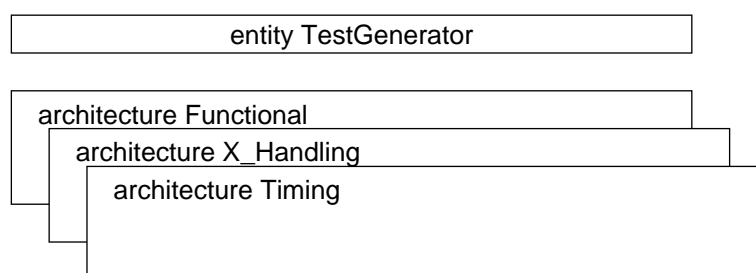 entity TestGenerator
architecture Functional
architecture X_Handling
architecture Timing